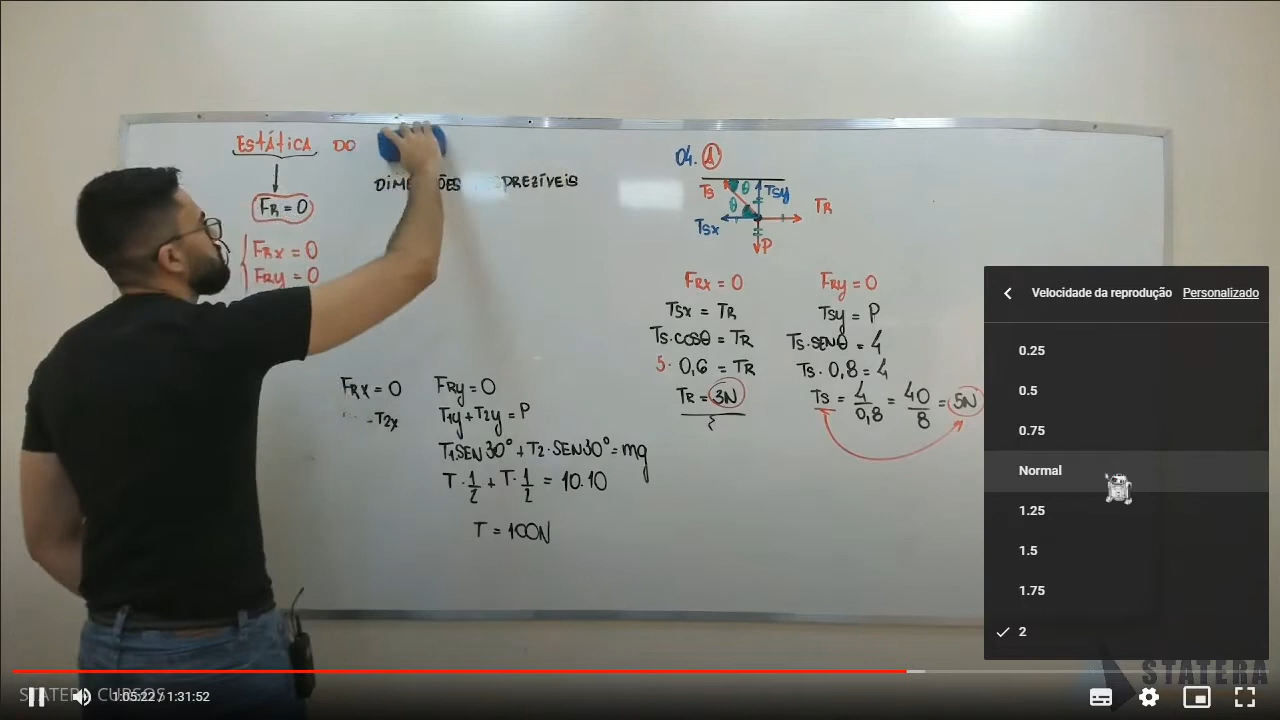 ESTÁTICA DO
FR = 0
FRX = 0
FRY = 0
FRX = 0
T2x
FRy = 0
T1y + T2y = P
T1SEN30° + T2·SEN30° = mg
T·1/2 + T·1/2 = 10.10
T = 100N
04. A
Ts θ Tsy
θ TR
Tsx
P
FRX = 0
Tsx = TR
Ts·cosθ = TR
5·0,6 = TR
TR = 3N
FRy = 0
Tsy = P
Ts·SENθ = 4
Ts·0,8 = 4
Ts = 4/0,8 = 40/8 = 5N
Velocidade da reprodução Personalizado
0.25
0.5
0.75
Normal
1.25
1.5
1.75
2
STATERA
1:05:22 / 1:31:52